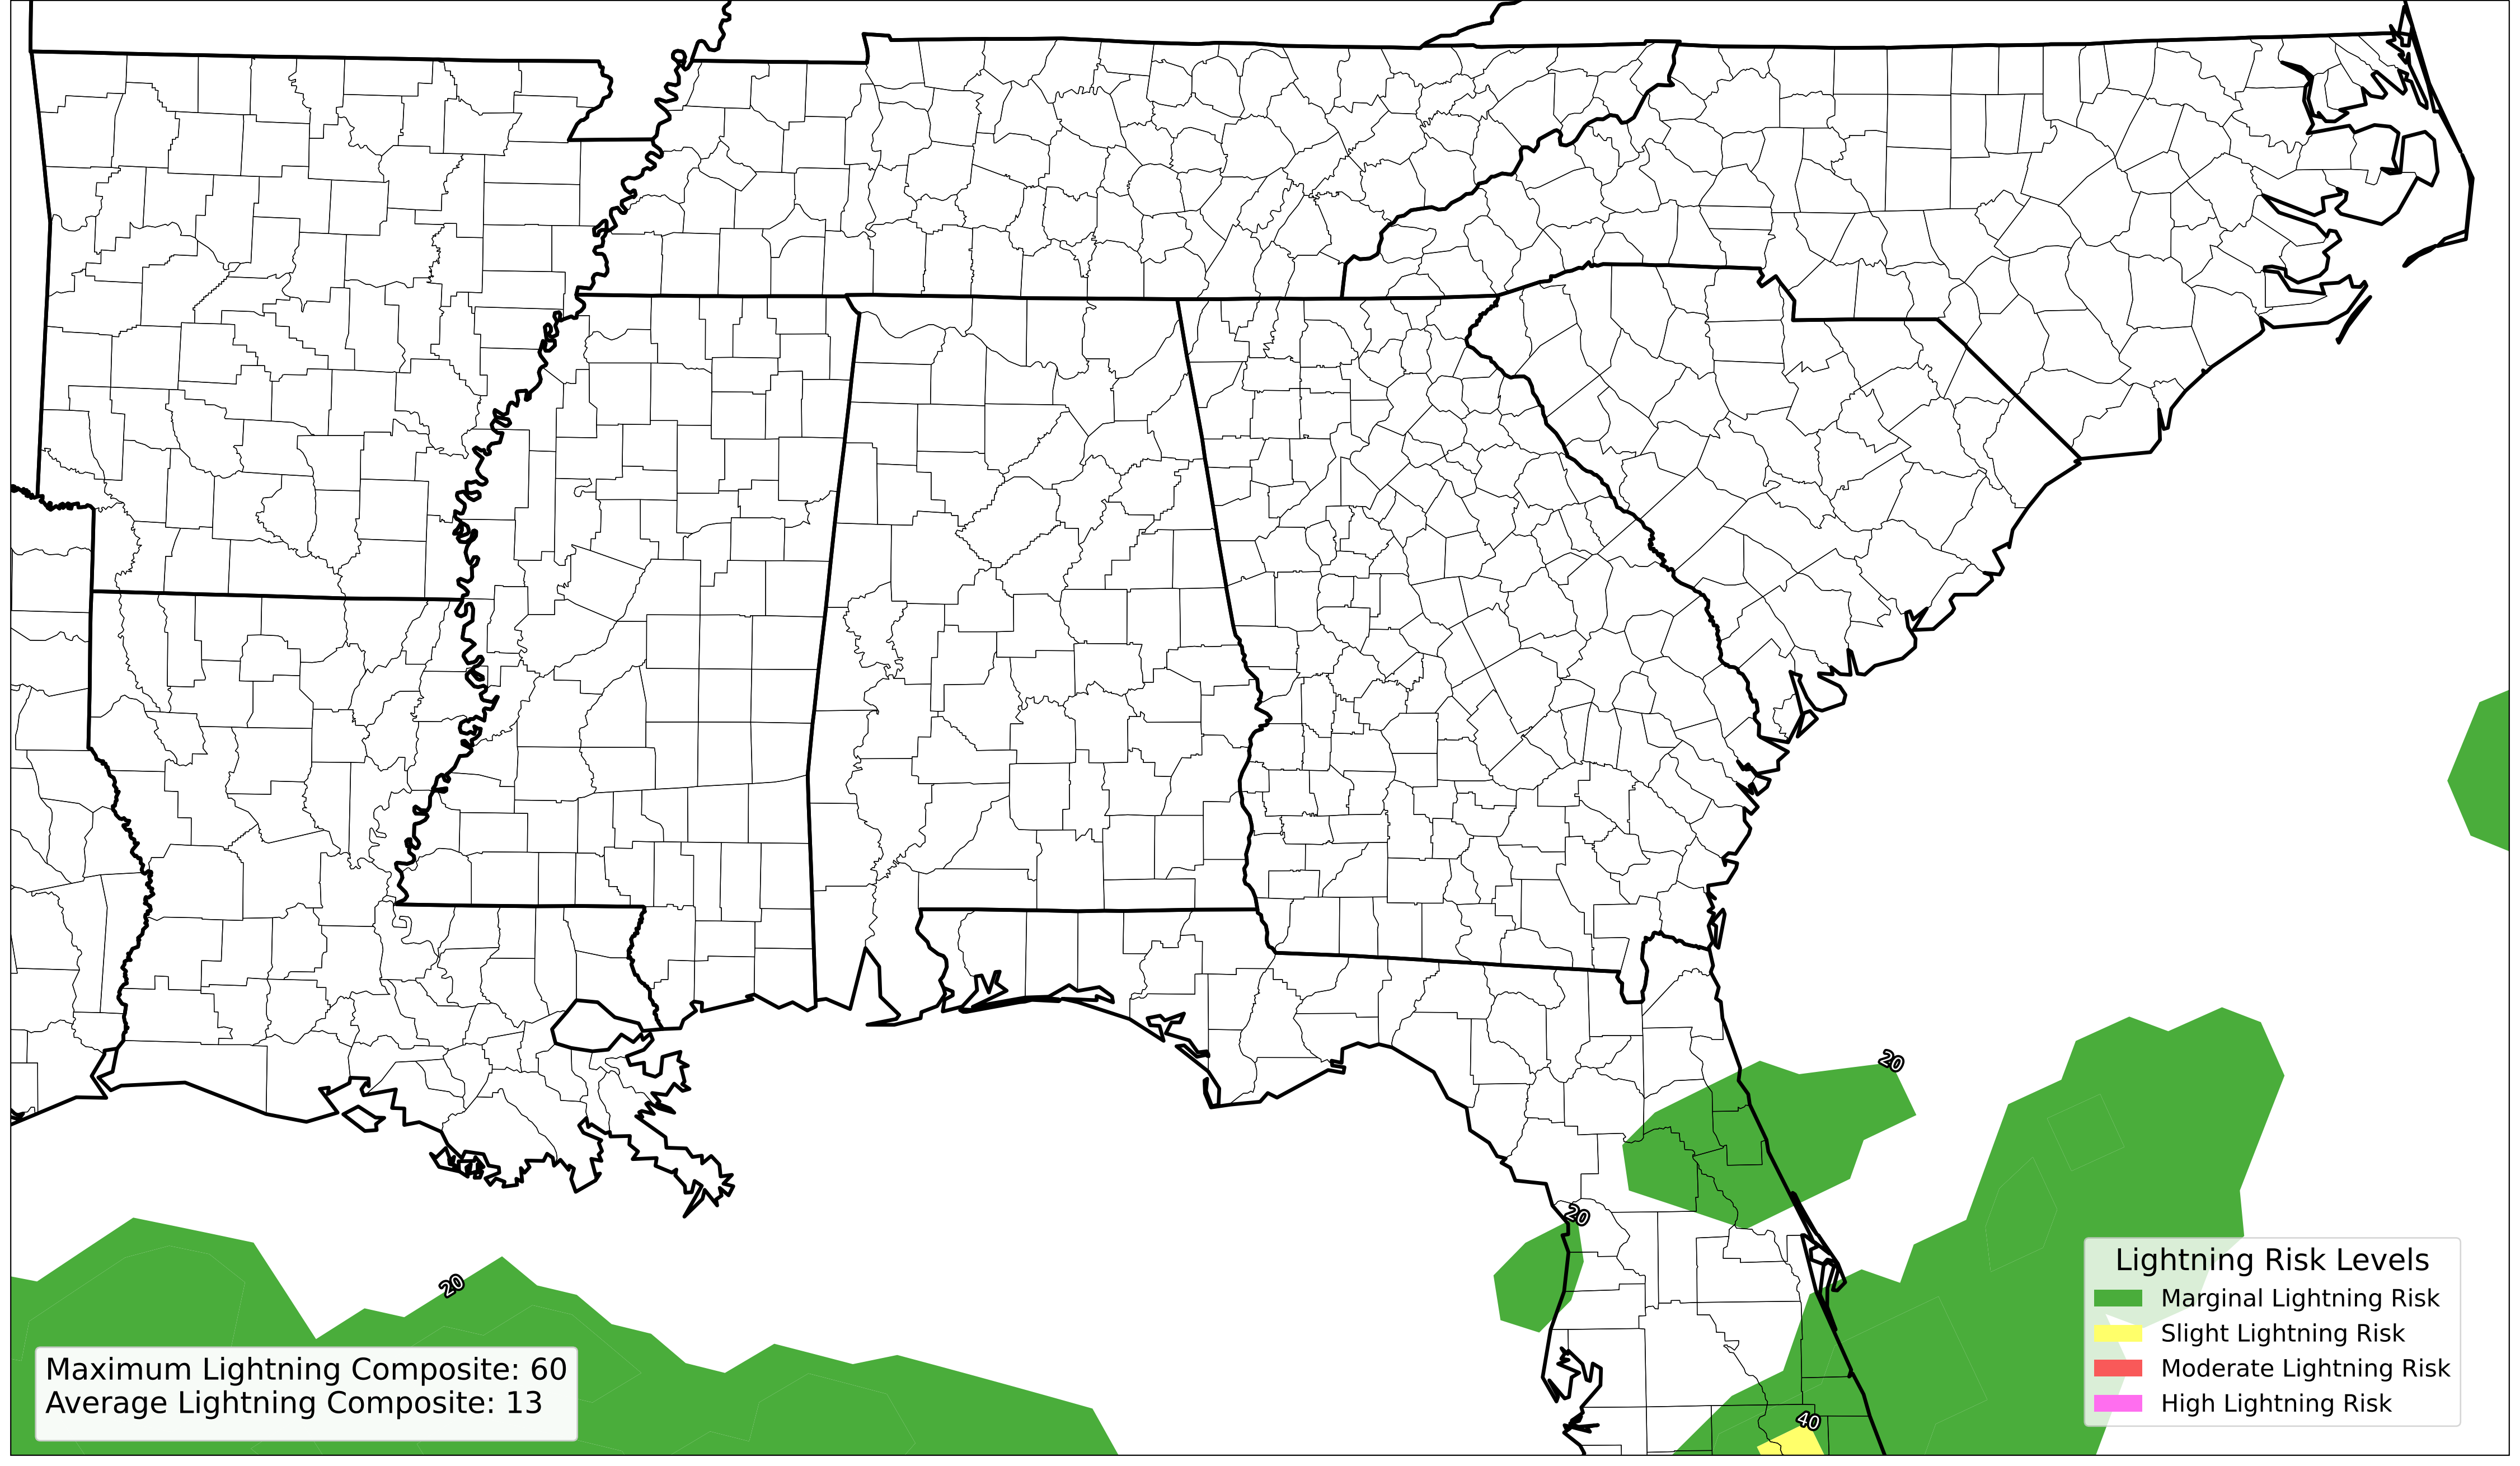 20
20
20
40
Lightning Risk Levels
Marginal Lightning Risk
Slight Lightning Risk
Moderate Lightning Risk
High Lightning Risk
Maximum Lightning Composite: 60
Average Lightning Composite: 13